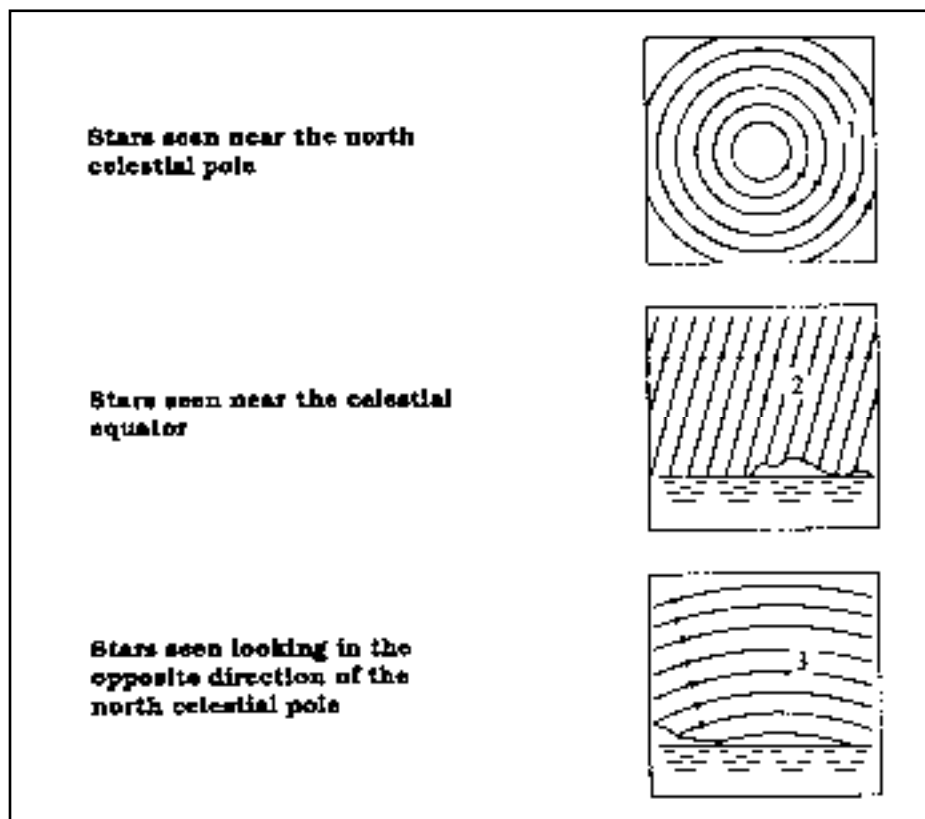 Stars seen near the north
celestial pole
1
Stars seen near the celestial
equator
2
Stars seen looking in the
opposite direction of the
north celestial pole
3